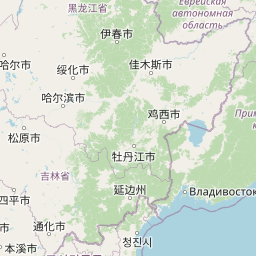 Еврейская
автономная
область
黑龙江省
伊春市
哈尔市
绥化市
佳木斯市
哈尔滨市
鸡西市
松原市
牡丹江市
吉林省
四平市
延边州
Владивосток
通化市
本溪市
청진시